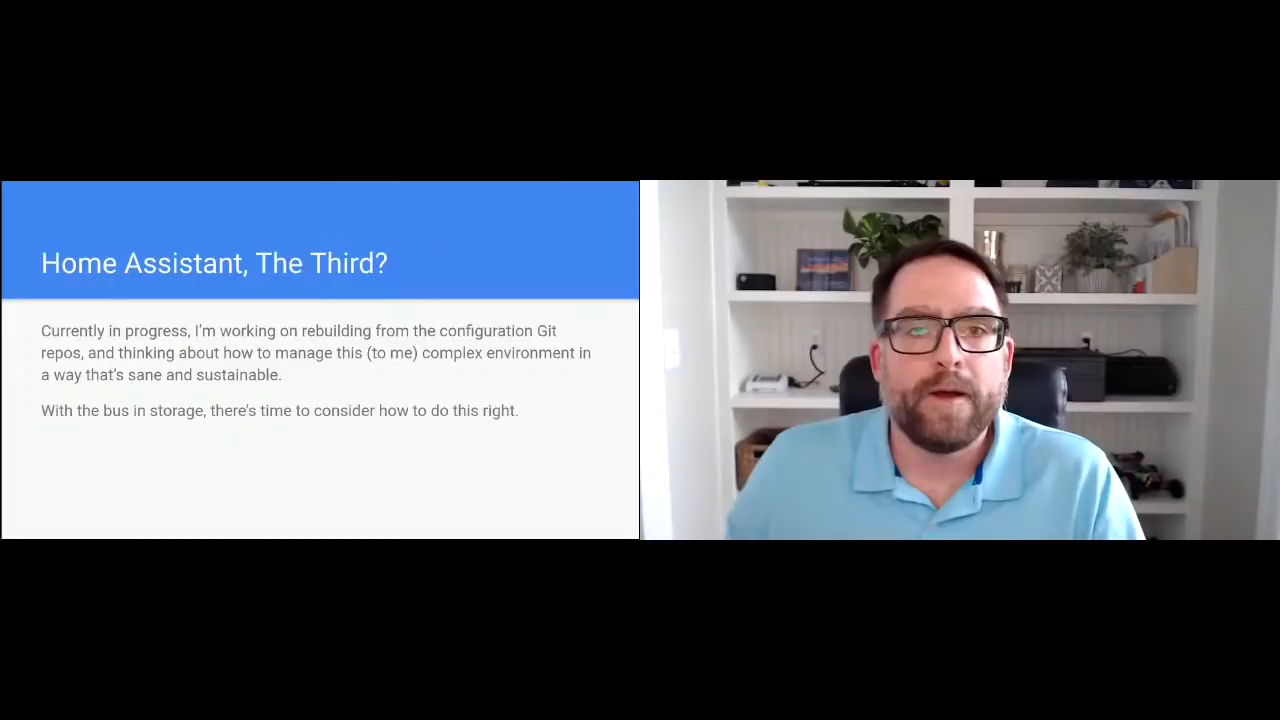 Home Assistant, The Third?
Currently in progress, I'm working on rebuilding from the configuration Git
repos, and thinking about how to manage this (to me) complex environment in
a way that's sane and sustainable.
With the bus in storage, there's time to consider how to do this right.